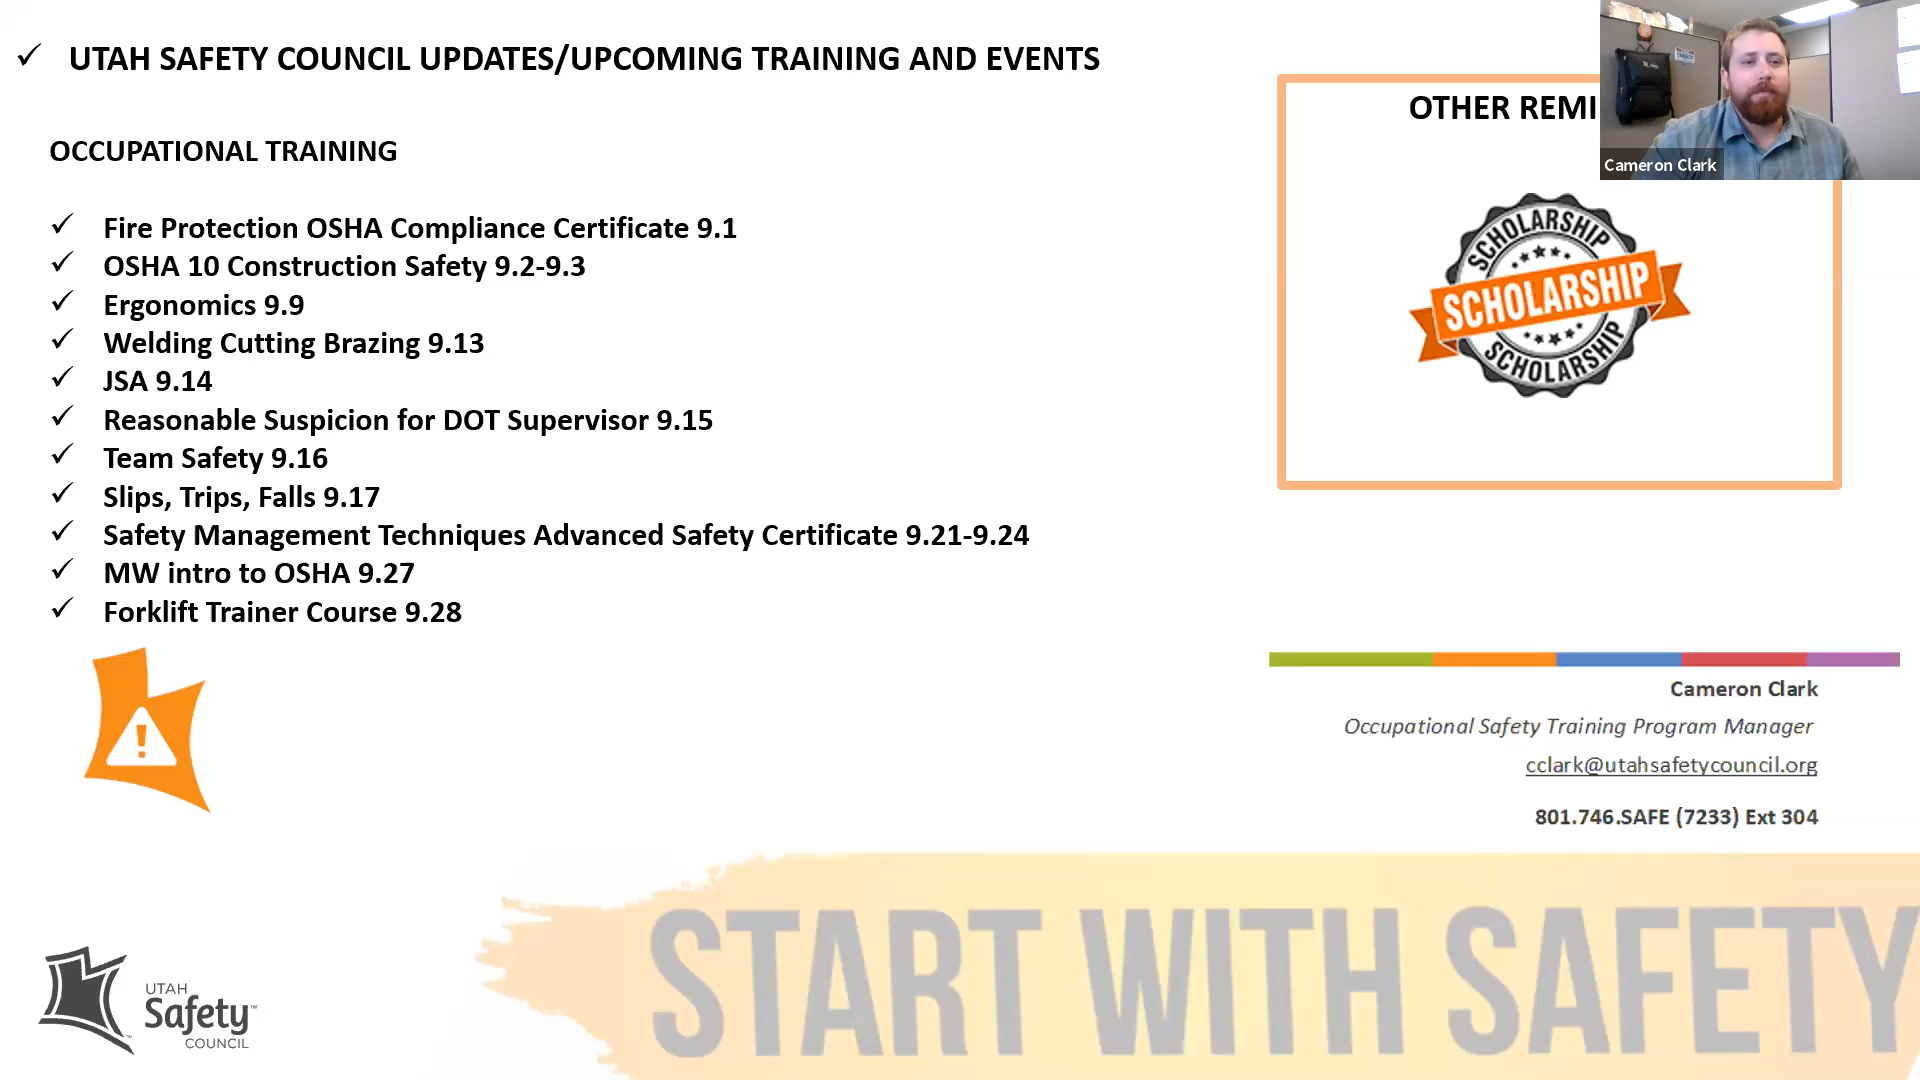 ✓ UTAH SAFETY COUNCIL UPDATES/UPCOMING TRAINING AND EVENTS
OCCUPATIONAL TRAINING
✓ Fire Protection OSHA Compliance Certificate 9.1
✓ OSHA 10 Construction Safety 9.2-9.3
✓ Ergonomics 9.9
✓ Welding Cutting Brazing 9.13
✓ JSA 9.14
✓ Reasonable Suspicion for DOT Supervisor 9.15
✓ Team Safety 9.16
✓ Slips, Trips, Falls 9.17
✓ Safety Management Techniques Advanced Safety Certificate 9.21-9.24
✓ MW intro to OSHA 9.27
✓ Forklift Trainer Course 9.28
OTHER REMI
Cameron Clark
SCHOLARSHIP
SCHOLARSHIP
SCHOLARSHIP
Cameron Clark
Occupational Safety Training Program Manager
cclark@utahsafetycouncil.org
801.746.SAFE (7233) Ext 304
UTAH
Safety™
COUNCIL
START WITH SAFETY